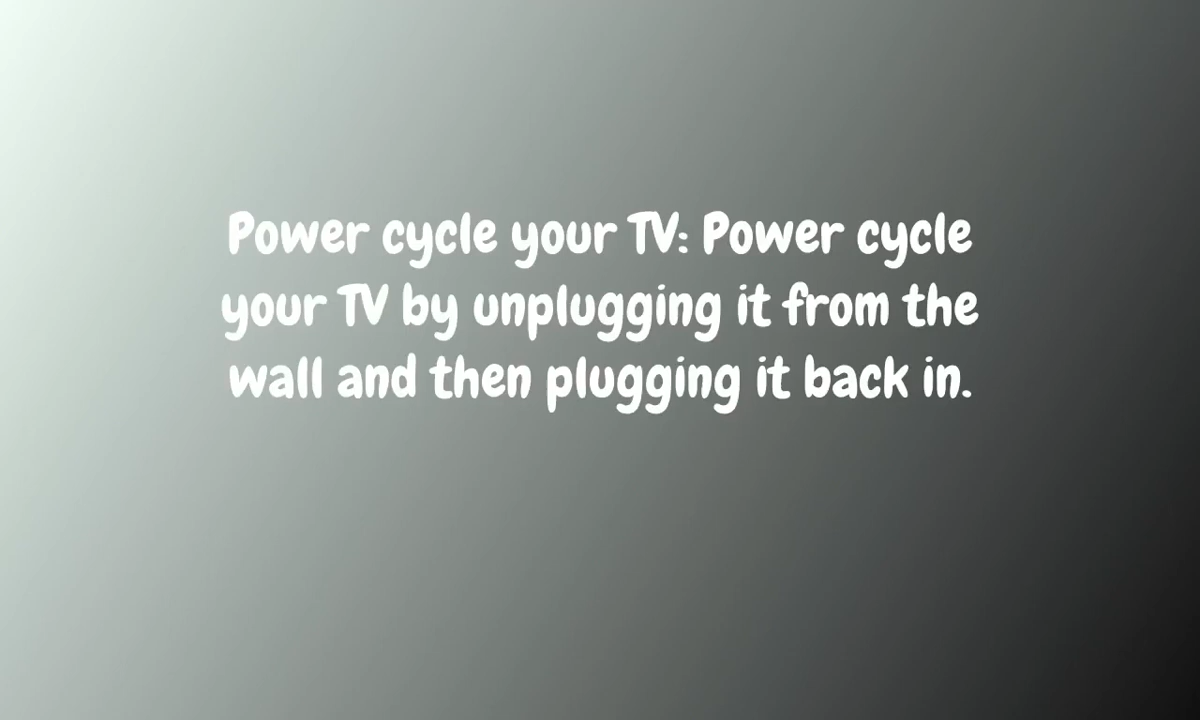 Power cycle your TV: Power cycle
your TV by unplugging it from the
wall and then plugging it back in.